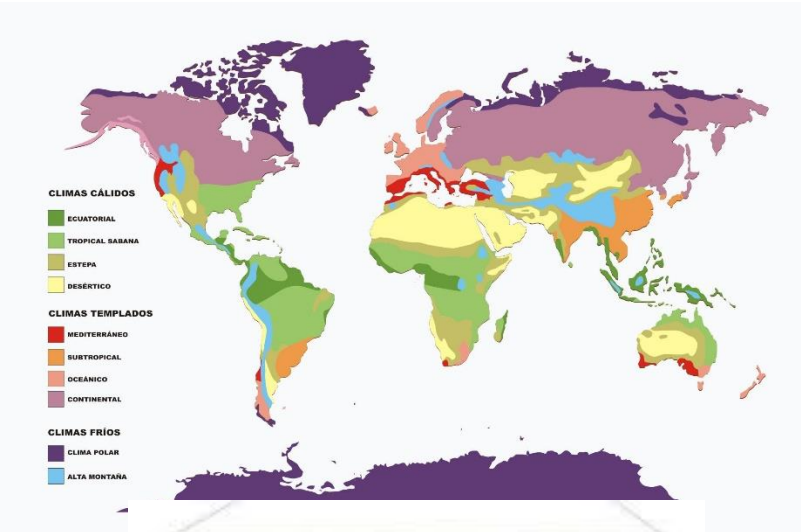 CLIMAS CÁLIDOS
ECUATORIAL
TROPICAL SABANA
ESTEPA
DESÉRTICO
CLIMAS TEMPLADOS
MEDITERRÁNEO
SUBTROPICAL
OCEÁNICO
CONTINENTAL
CLIMAS FRÍOS
CLIMA POLAR
ALTA MONTAÑA